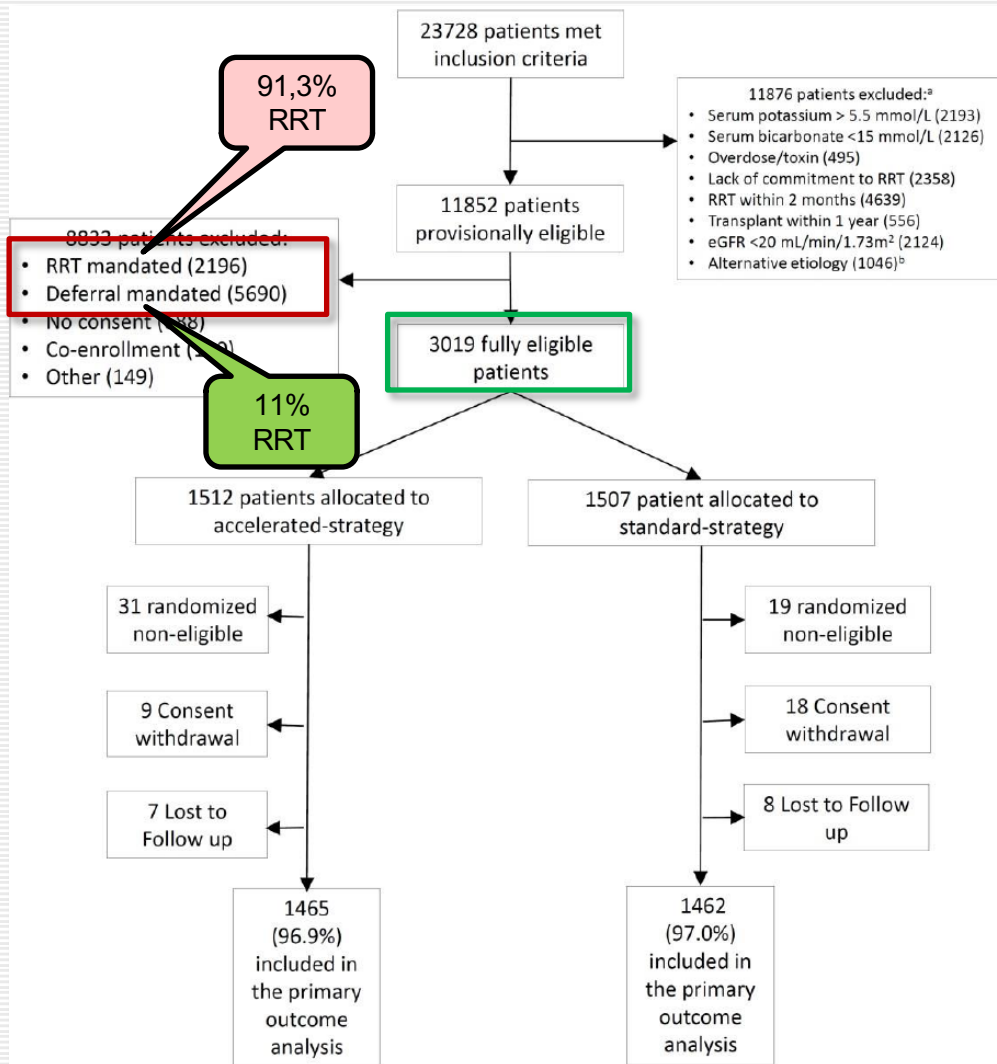 23728 patients met
inclusion criteria
91,3%
RRT
11876 patients excluded:ᵃ
• Serum potassium > 5.5 mmol/L (2193)
• Serum bicarbonate <15 mmol/L (2126)
• Overdose/toxin (495)
• Lack of commitment to RRT (2358)
• RRT within 2 months (4639)
• Transplant within 1 year (556)
• eGFR <20 mL/min/1.73m² (2124)
• Alternative etiology (1046)ᵇ
11852 patients
provisionally eligible
patients excluded:
• RRT mandated (2196)
• Deferral mandated (5690)
• No consent
• Co-enrollment
• Other (149)
11%
RRT
3019 fully eligible
patients
1512 patients allocated to
accelerated-strategy
1507 patient allocated to
standard-strategy
31 randomized
non-eligible
19 randomized
non-eligible
9 Consent
withdrawal
18 Consent
withdrawal
7 Lost to
Follow up
8 Lost to Follow
up
1465
(96.9%)
included in
the primary
outcome
analysis
1462
(97.0%)
included in
the primary
outcome
analysis